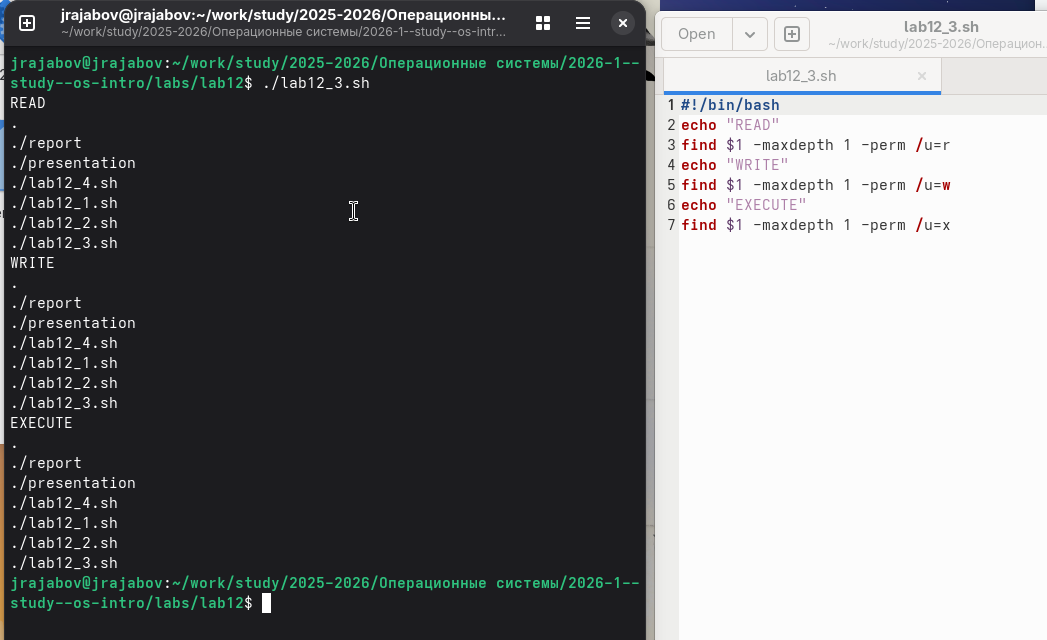 jrajabov@jrajabov:~/work/study/2025-2026/Операционны...
~/work/study/2025-2026/Операционные системы/2026-1--study--os-intr...
jrajabov@jrajabov:~/work/study/2025-2026/Операционные системы/2026-1--
study--os-intro/labs/lab12$ ./lab12_3.sh
READ
.
./report
./presentation
./lab12_4.sh
./lab12_1.sh
./lab12_2.sh
./lab12_3.sh
WRITE
.
./report
./presentation
./lab12_4.sh
./lab12_1.sh
./lab12_2.sh
./lab12_3.sh
EXECUTE
.
./report
./presentation
./lab12_4.sh
./lab12_1.sh
./lab12_2.sh
./lab12_3.sh
jrajabov@jrajabov:~/work/study/2025-2026/Операционные системы/2026-1--
study--os-intro/labs/lab12$
Open
lab12_3.sh
~/work/study/2025-2026/Операцион...
lab12_3.sh
1 #!/bin/bash
2 echo "READ"
3 find $1 -maxdepth 1 -perm /u=r
4 echo "WRITE"
5 find $1 -maxdepth 1 -perm /u=w
6 echo "EXECUTE"
7 find $1 -maxdepth 1 -perm /u=x